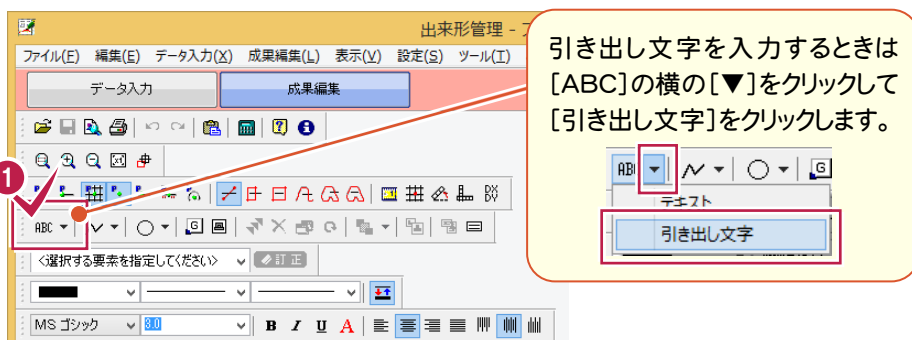 出来形管理 -
ファイル(F) 編集(E) データ入力(X) 成果編集(L) 表示(V) 設定(S) ツール(T)
データ入力 成果編集
1
ABC
<選択する要素を指定してください> 訂正
MS ゴシック 3.0 B I U A
引き出し文字を入力するときは
[ABC]の横の[▼]をクリックして
[引き出し文字]をクリックします。
テキスト
引き出し文字